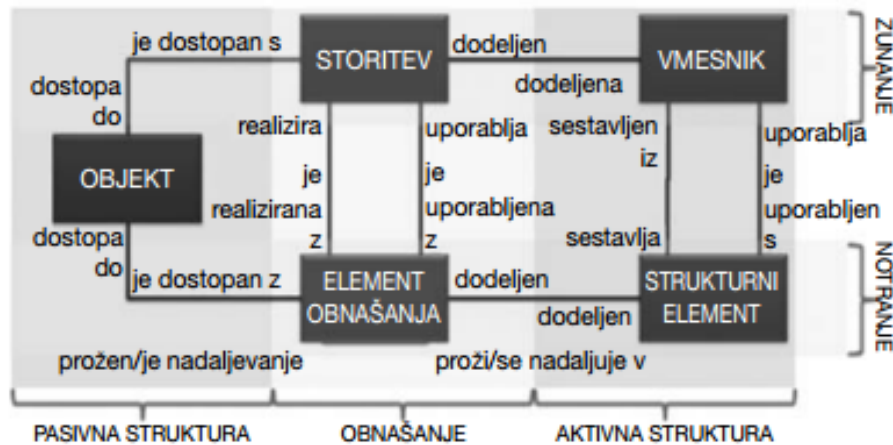 je dostopan s
STORITEV
dodeljen
VMESNIK
ZUNANJE
dostopa
do
dodeljena
realizira
uporablja
sestavljen
iz
uporablja
OBJEKT
je
je
je
realizirana
z
uporabljena
z
sestavlja
uporabljen
s
dostopa
do
je dostopan z
ELEMENT
OBNAŠANJA
dodeljen
STRUKTURNI
ELEMENT
NOTRANJE
dodeljen
prožen/je nadaljevanje
proži/se nadaljuje v
PASIVNA STRUKTURA
OBNAŠANJE
AKTIVNA STRUKTURA